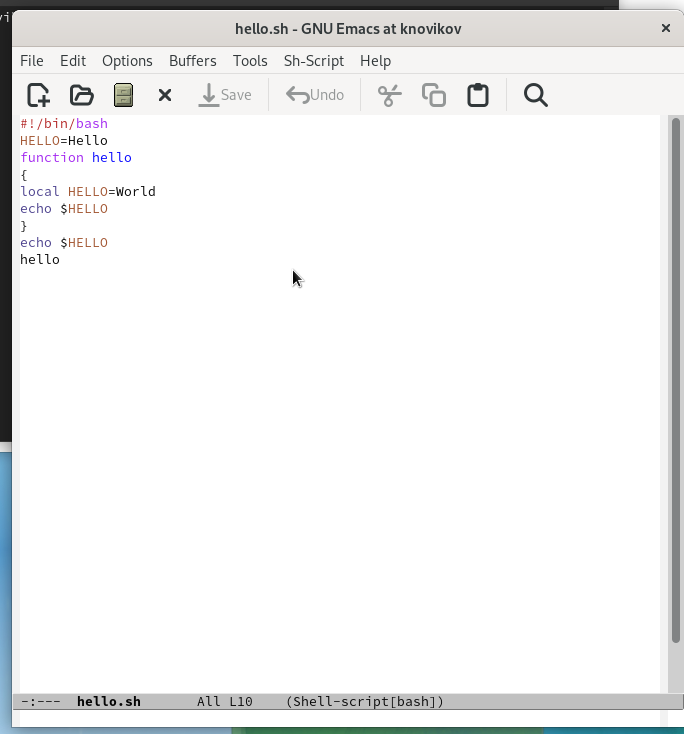 hello.sh - GNU Emacs at knovikov
File Edit Options Buffers Tools Sh-Script Help
Save Undo
#!/bin/bash
HELLO=Hello
function hello
{
local HELLO=World
echo $HELLO
}
echo $HELLO
hello
-:--- hello.sh All L10 (Shell-script[bash])